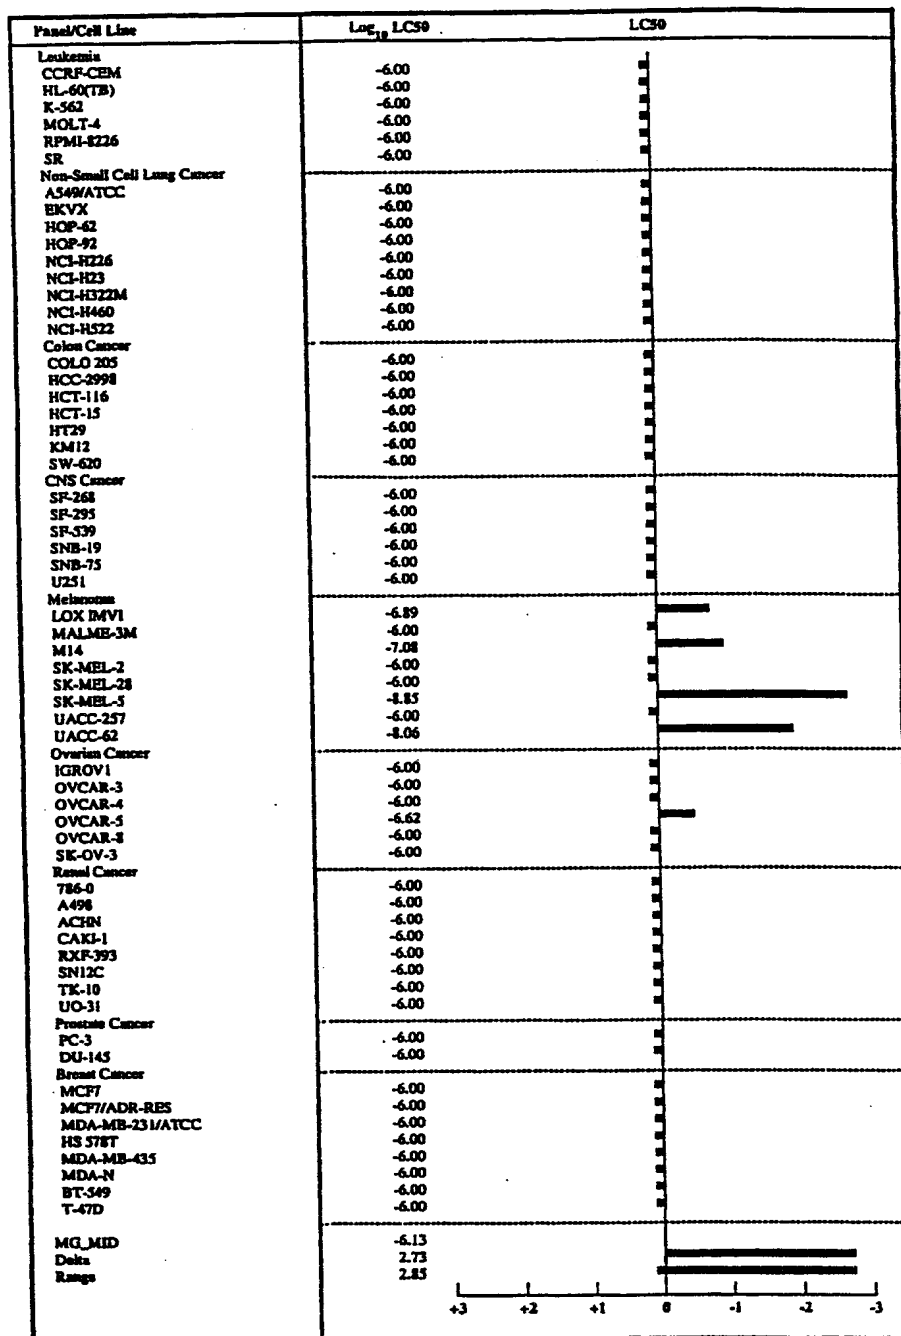 Panel/Cell Line Log10 LC50 LC50
Leukemia
CCRF-CEM -6.00
HL-60(TB) -6.00
K-562 -6.00
MOLT-4 -6.00
RPMI-8226 -6.00
SR -6.00
Non-Small Cell Lung Cancer
A549/ATCC -6.00
EKVX -6.00
HOP-62 -6.00
HOP-92 -6.00
NCI-H226 -6.00
NCI-H23 -6.00
NCI-H322M -6.00
NCI-H460 -6.00
NCI-H522 -6.00
Colon Cancer
COLO 205 -6.00
HCC-2998 -6.00
HCT-116 -6.00
HCT-15 -6.00
HT29 -6.00
KM12 -6.00
SW-620 -6.00
CNS Cancer
SF-268 -6.00
SF-295 -6.00
SF-539 -6.00
SNB-19 -6.00
SNB-75 -6.00
U251 -6.00
Melanoma
LOX IMVI -6.89
MALME-3M -6.00
M14 -7.08
SK-MEL-2 -6.00
SK-MEL-28 -6.00
SK-MEL-5 -8.85
UACC-257 -6.00
UACC-62 -8.06
Ovarian Cancer
IGROV1 -6.00
OVCAR-3 -6.00
OVCAR-4 -6.00
OVCAR-5 -6.62
OVCAR-8 -6.00
SK-OV-3 -6.00
Renal Cancer
786-0 -6.00
A498 -6.00
ACHN -6.00
CAKI-1 -6.00
RXF-393 -6.00
SN12C -6.00
TK-10 -6.00
UO-31 -6.00
Prostate Cancer
PC-3 -6.00
DU-145 -6.00
Breast Cancer
MCF7 -6.00
MCF7/ADR-RES -6.00
MDA-MB-231/ATCC -6.00
HS 578T -6.00
MDA-MB-435 -6.00
MDA-N -6.00
BT-549 -6.00
T-47D -6.00
MG_MID -6.13
Delta 2.73
Range 2.85
+3 +2 +1 0 -1 -2 -3